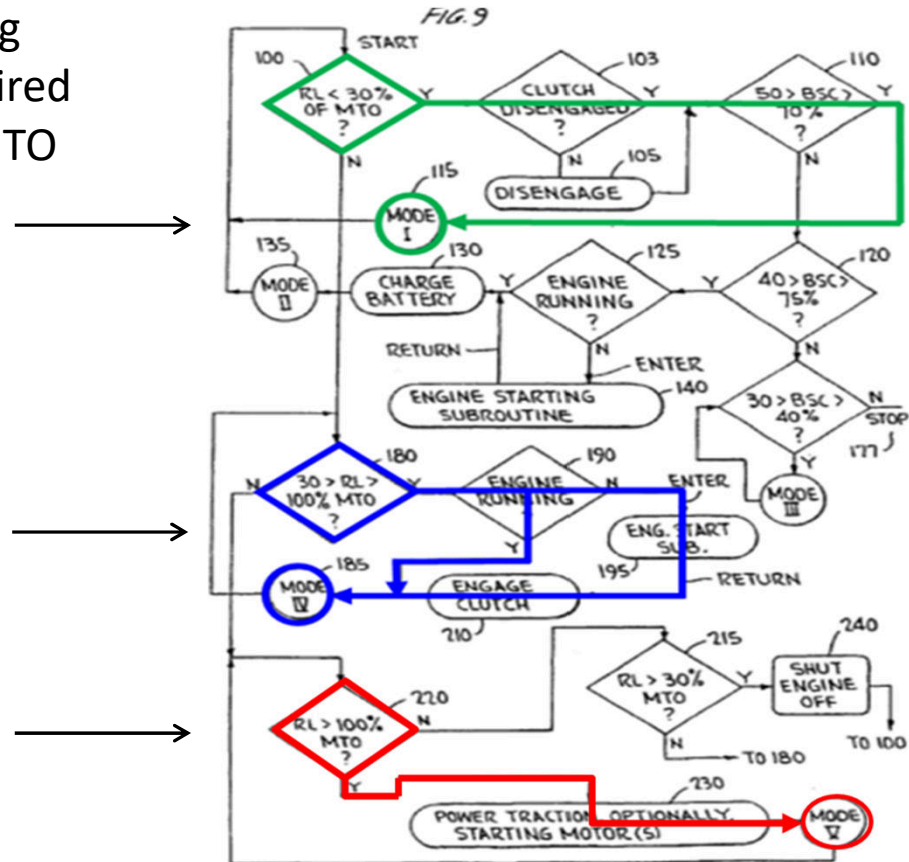 FIG. 9
g
ired
TO
START
100
RL < 30%
OF MTO
?
Y
N
103
CLUTCH
DISENGAGED
?
Y
N
105
DISENGAGE
110
50 > BSC >
70%
?
Y
N
115
MODE
I
120
40 > BSC >
75%
?
Y
N
125
ENGINE
RUNNING
?
Y
N
130
CHARGE
BATTERY
135
MODE
II
RETURN
ENTER
140
ENGINE STARTING
SUBROUTINE
30 > BSC >
40%
?
N
STOP
177
Y
MODE
III
180
30 > RL >
100% MTO
?
N
Y
190
ENGINE
RUNNING
N
Y
ENTER
ENG. START
SUB.
195
RETURN
185
MODE
IV
ENGAGE
CLUTCH
210
215
RL > 30%
MTO
?
Y
N
TO 180
240
SHUT
ENGINE
OFF
TO 100
220
RL > 100%
MTO
?
N
Y
230
POWER TRACTION, OPTIONALLY,
STARTING MOTOR(S)
MODE
V